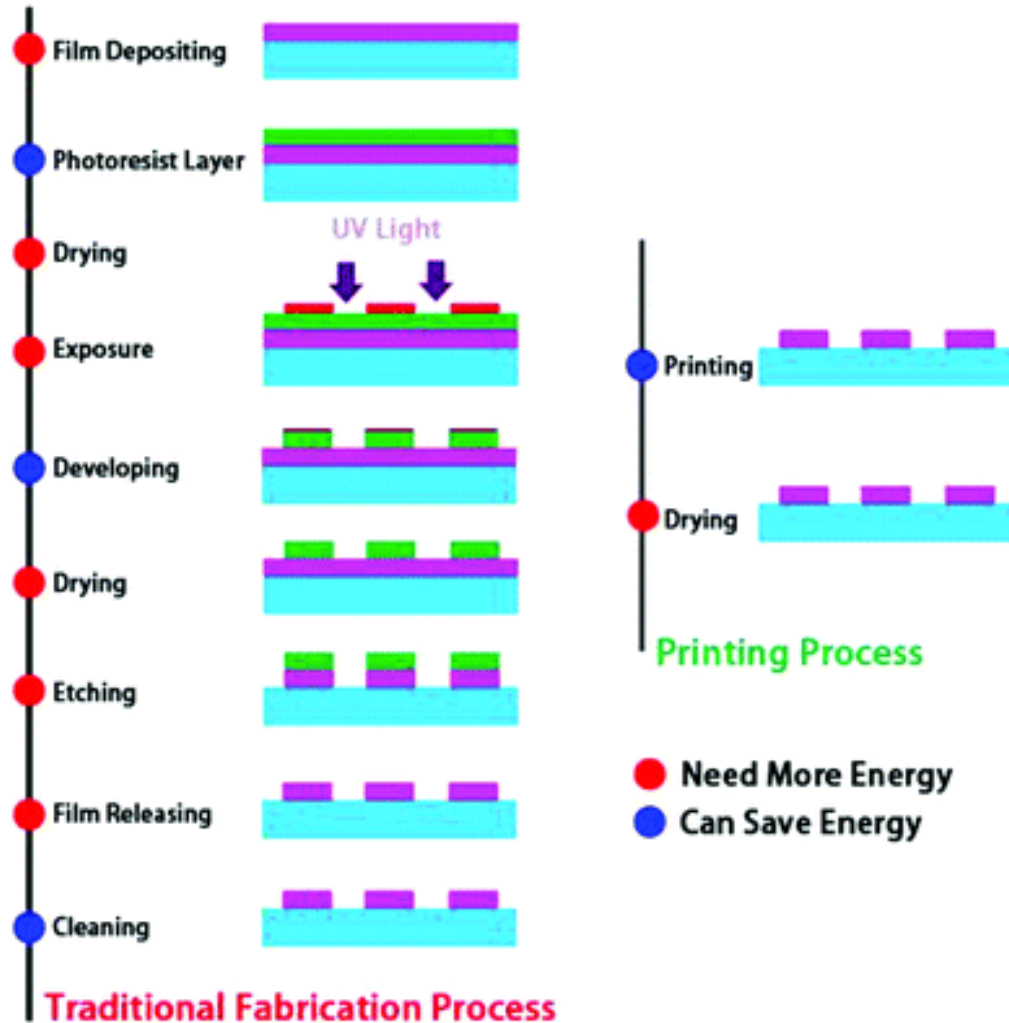 Film Depositing
Photoresist Layer
UV Light
Drying
Exposure
Developing
Drying
Etching
Film Releasing
Cleaning
Traditional Fabrication Process
Printing
Drying
Printing Process
Need More Energy
Can Save Energy